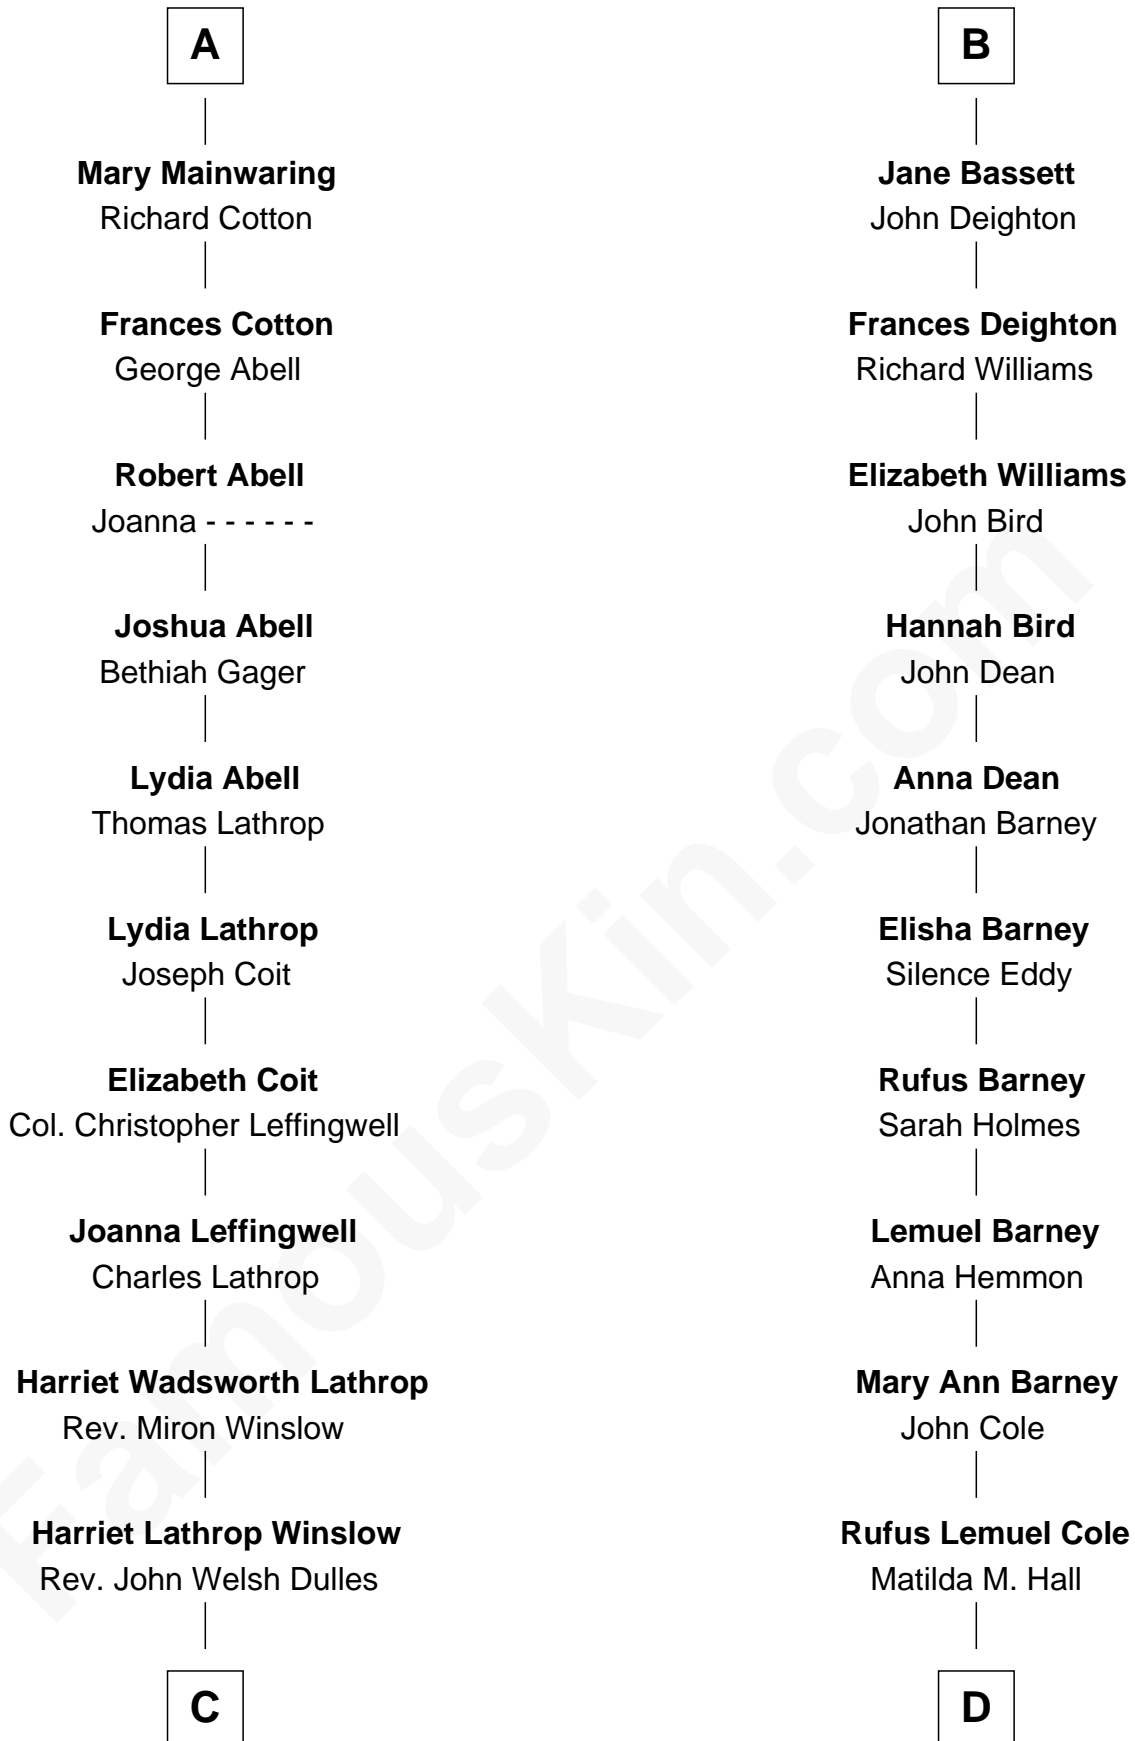 A
Mary Mainwaring
Richard Cotton
Frances Cotton
George Abell
Robert Abell
Joanna - - - - - -
Joshua Abell
Bethiah Gager
Lydia Abell
Thomas Lathrop
Lydia Lathrop
Joseph Coit
Elizabeth Coit
Col. Christopher Leffingwell
Joanna Leffingwell
Charles Lathrop
Harriet Wadsworth Lathrop
Rev. Miron Winslow
Harriet Lathrop Winslow
Rev. John Welsh Dulles
C
B
Jane Bassett
John Deighton
Frances Deighton
Richard Williams
Elizabeth Williams
John Bird
Hannah Bird
John Dean
Anna Dean
Jonathan Barney
Elisha Barney
Silence Eddy
Rufus Barney
Sarah Holmes
Lemuel Barney
Anna Hemmon
Mary Ann Barney
John Cole
Rufus Lemuel Cole
Matilda M. Hall
D
FamousKin.com